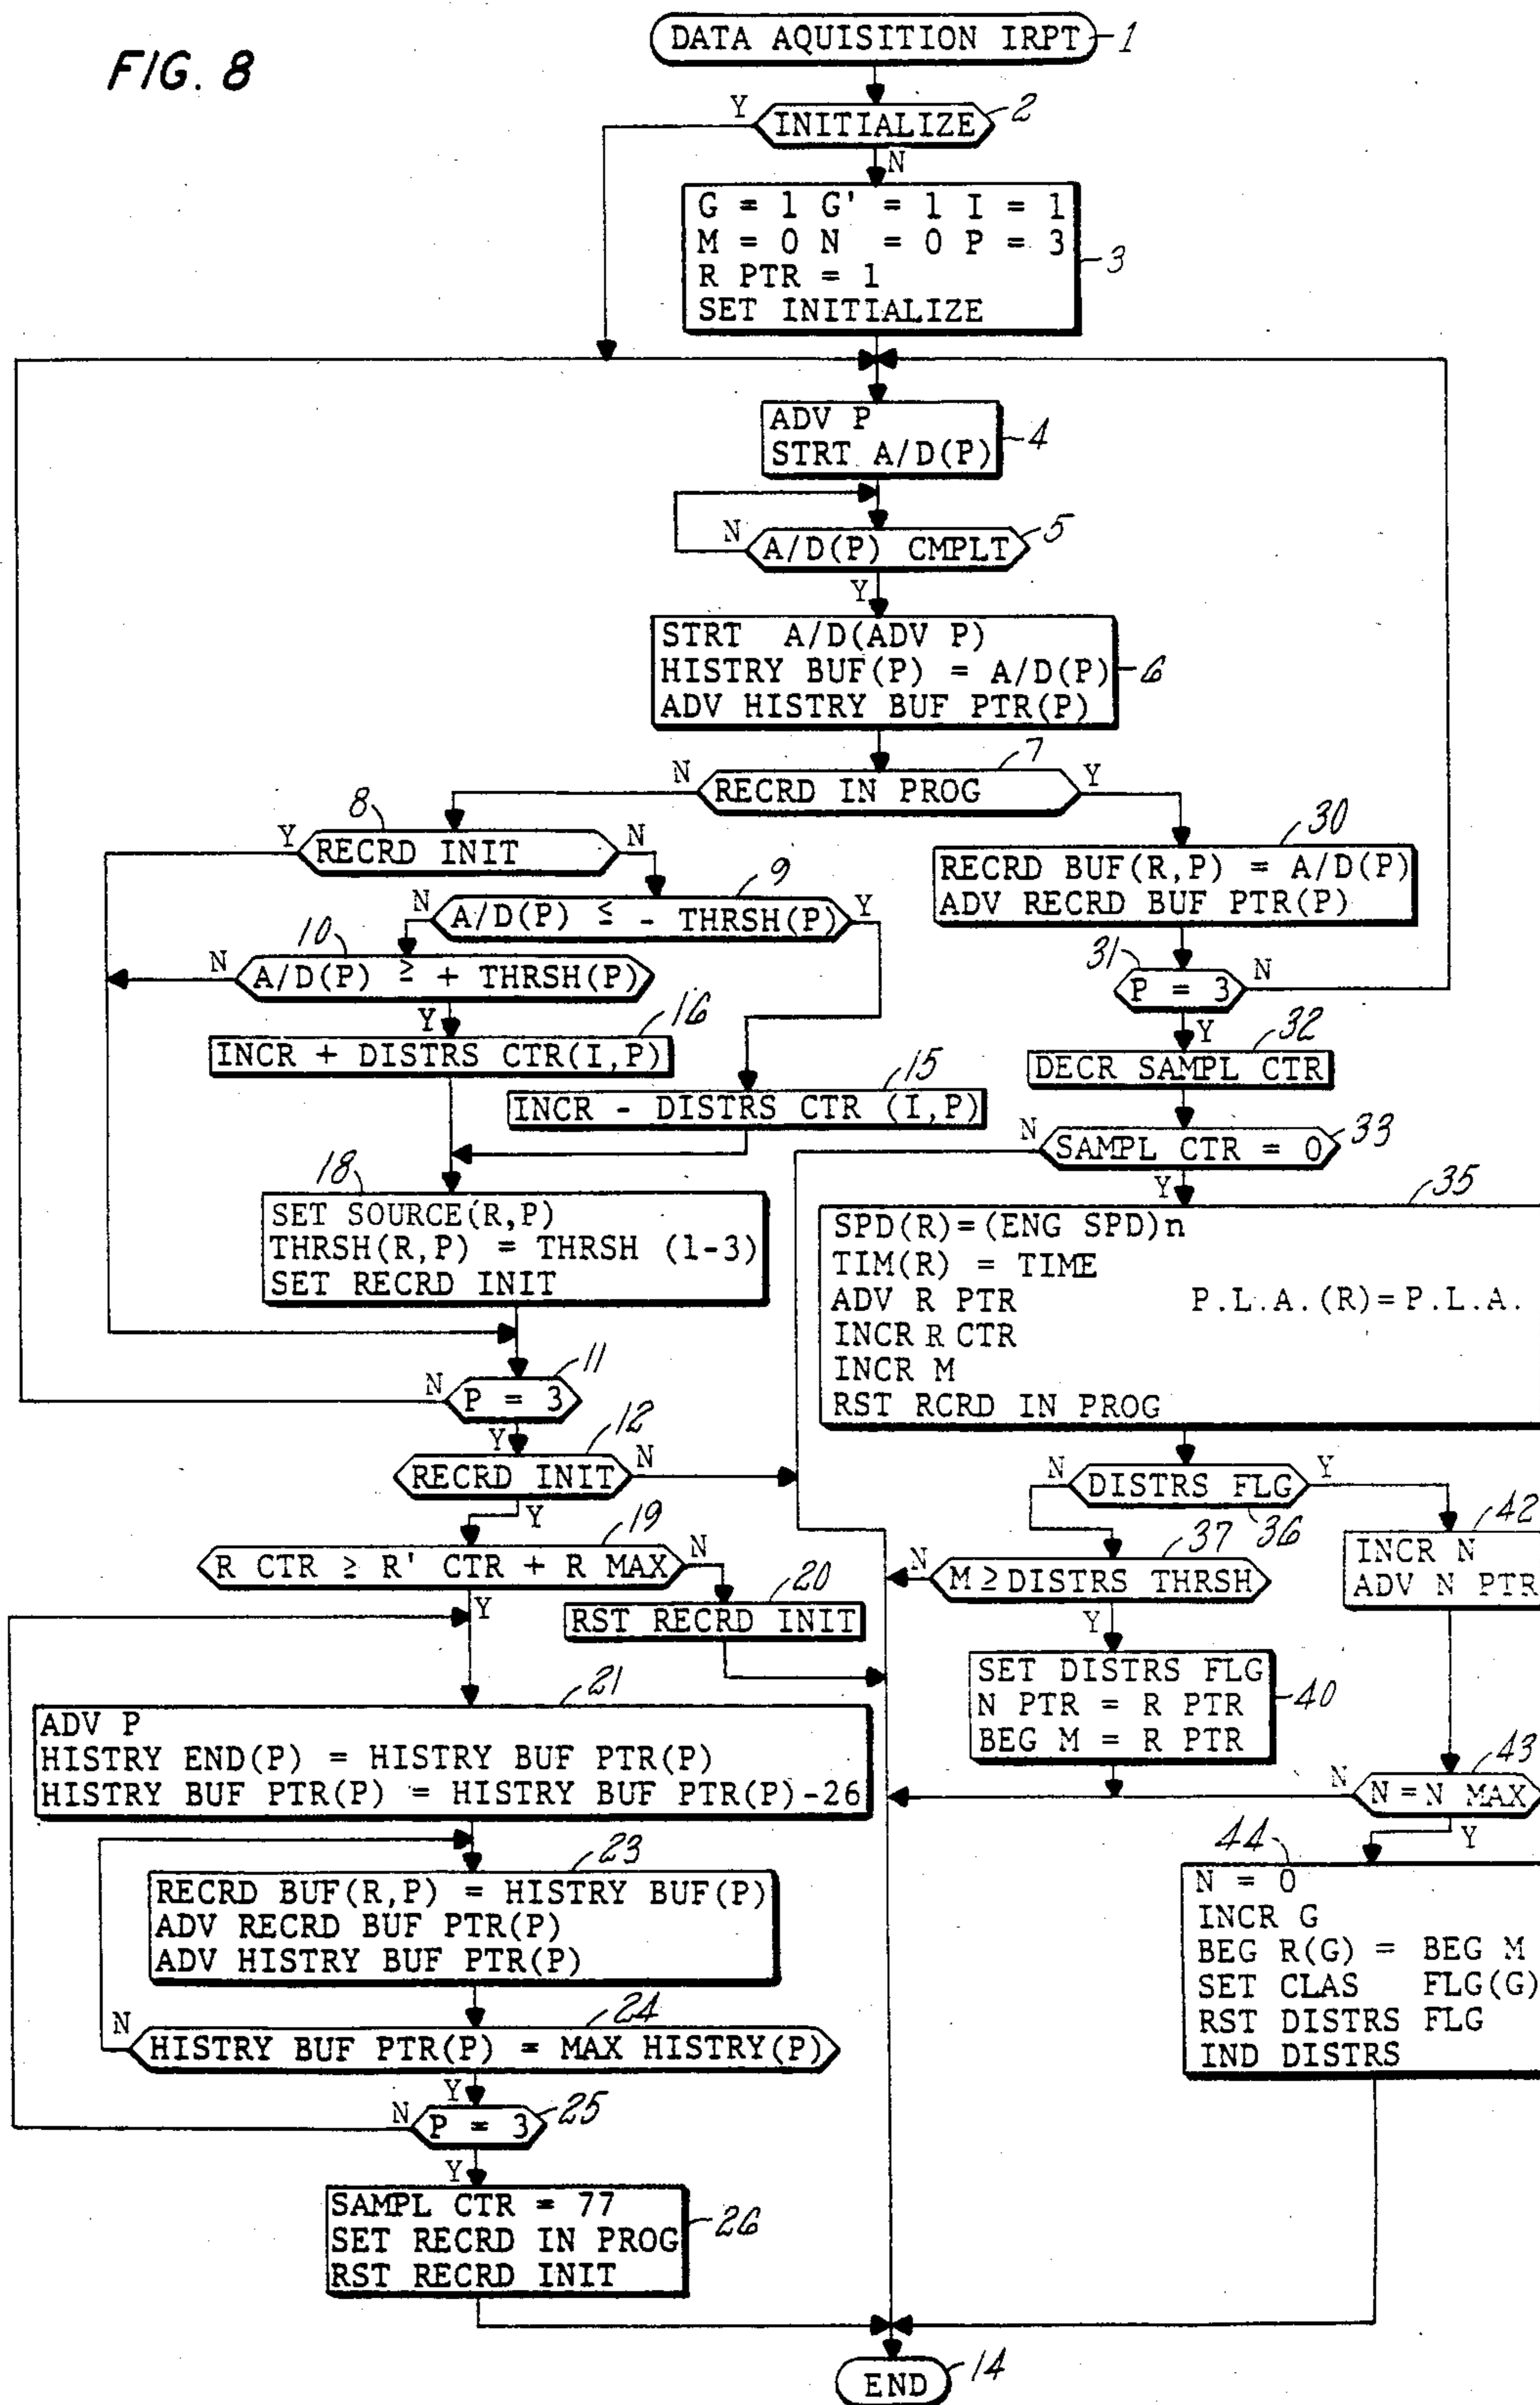 FIG. 8
DATA AQUISITION IRPT
1
Y
INITIALIZE
2
N
G = 1 G' = 1 I = 1
M = 0 N = 0 P = 3
R PTR = 1
SET INITIALIZE
3
ADV P
STRT A/D(P)
4
N
A/D(P) CMPLT
5
Y
STRT A/D(ADV P)
HISTRY BUF(P) = A/D(P)
ADV HISTRY BUF PTR(P)
6
N
RECRD IN PROG
7
Y
8
Y
RECRD INIT
N
30
RECRD BUF(R,P) = A/D(P)
ADV RECRD BUF PTR(P)
9
N
A/D(P) ≤ - THRSH(P)
Y
10
N
A/D(P) ≥ + THRSH(P)
Y
31
P = 3
N
Y
16
INCR + DISTRS CTR(I,P)
32
DECR SAMPL CTR
15
INCR - DISTRS CTR (I,P)
N
SAMPL CTR = 0
33
Y
18
SET SOURCE(R,P)
THRSH(R,P) = THRSH (1-3)
SET RECRD INIT
35
SPD(R)=(ENG SPD)n
TIM(R) = TIME
ADV R PTR P.L.A.(R)=P.L.A.
INCR R CTR
INCR M
RST RCRD IN PROG
11
N
P = 3
Y
12
RECRD INIT
N
Y
N
DISTRS FLG
Y
36
42
INCR N
ADV N PTR
19
R CTR ≥ R' CTR + R MAX
N
Y
37
N
M ≥ DISTRS THRSH
Y
20
RST RECRD INIT
SET DISTRS FLG
N PTR = R PTR
BEG M = R PTR
40
21
ADV P
HISTRY END(P) = HISTRY BUF PTR(P)
HISTRY BUF PTR(P) = HISTRY BUF PTR(P)-26
43
N
N = N MAX
Y
23
RECRD BUF(R,P) = HISTRY BUF(P)
ADV RECRD BUF PTR(P)
ADV HISTRY BUF PTR(P)
44
N = 0
INCR G
BEG R(G) = BEG M
SET CLAS FLG(G)
RST DISTRS FLG
IND DISTRS
24
N
HISTRY BUF PTR(P) = MAX HISTRY(P)
Y
N
P = 3
25
Y
SAMPL CTR = 77
SET RECRD IN PROG
RST RECRD INIT
26
END
14